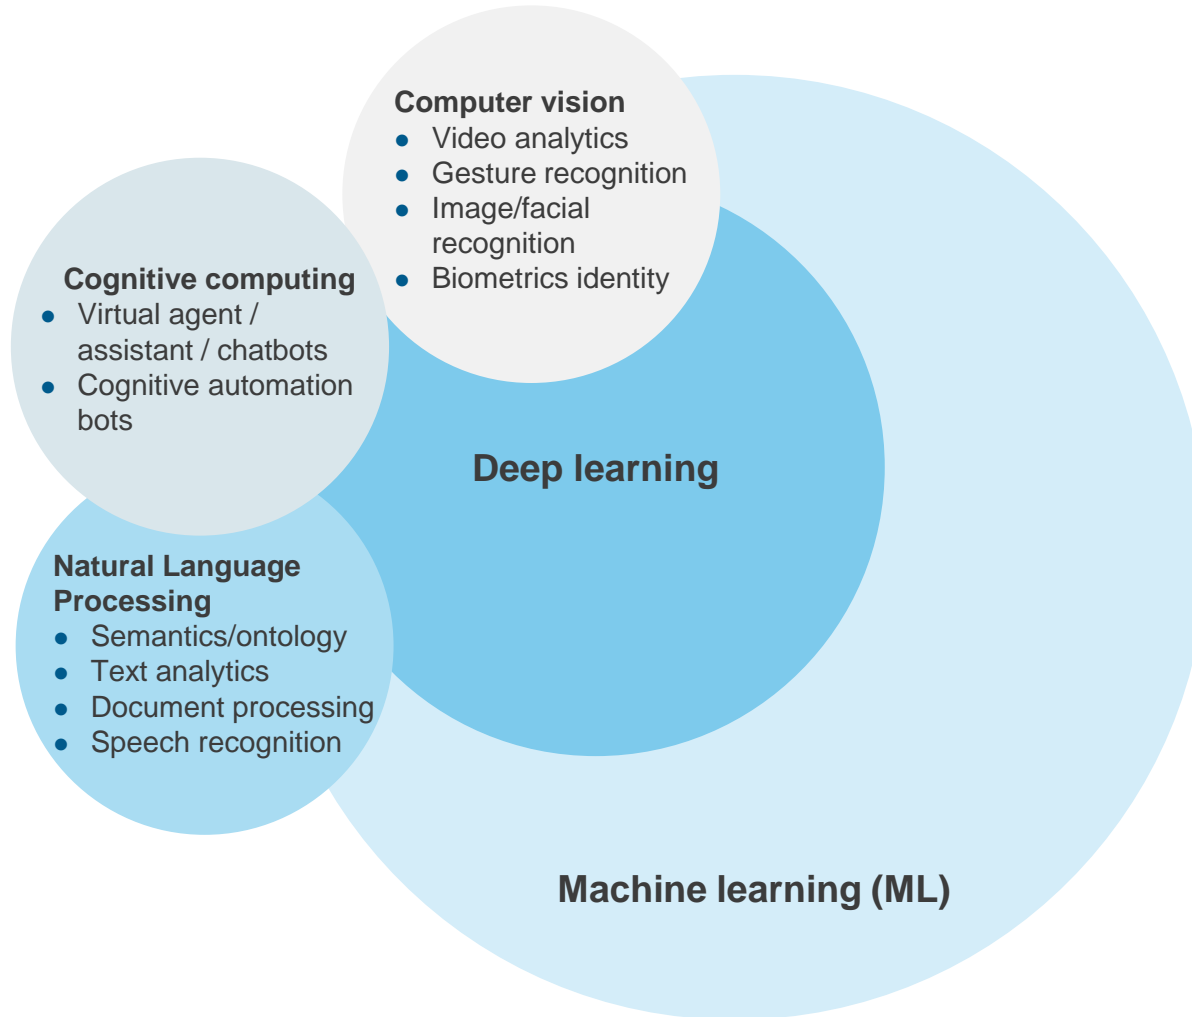 Computer vision
● Video analytics
● Gesture recognition
● Image/facial
recognition
● Biometrics identity
Cognitive computing
● Virtual agent /
assistant / chatbots
● Cognitive automation
bots
Deep learning
Natural Language
Processing
● Semantics/ontology
● Text analytics
● Document processing
● Speech recognition
Machine learning (ML)